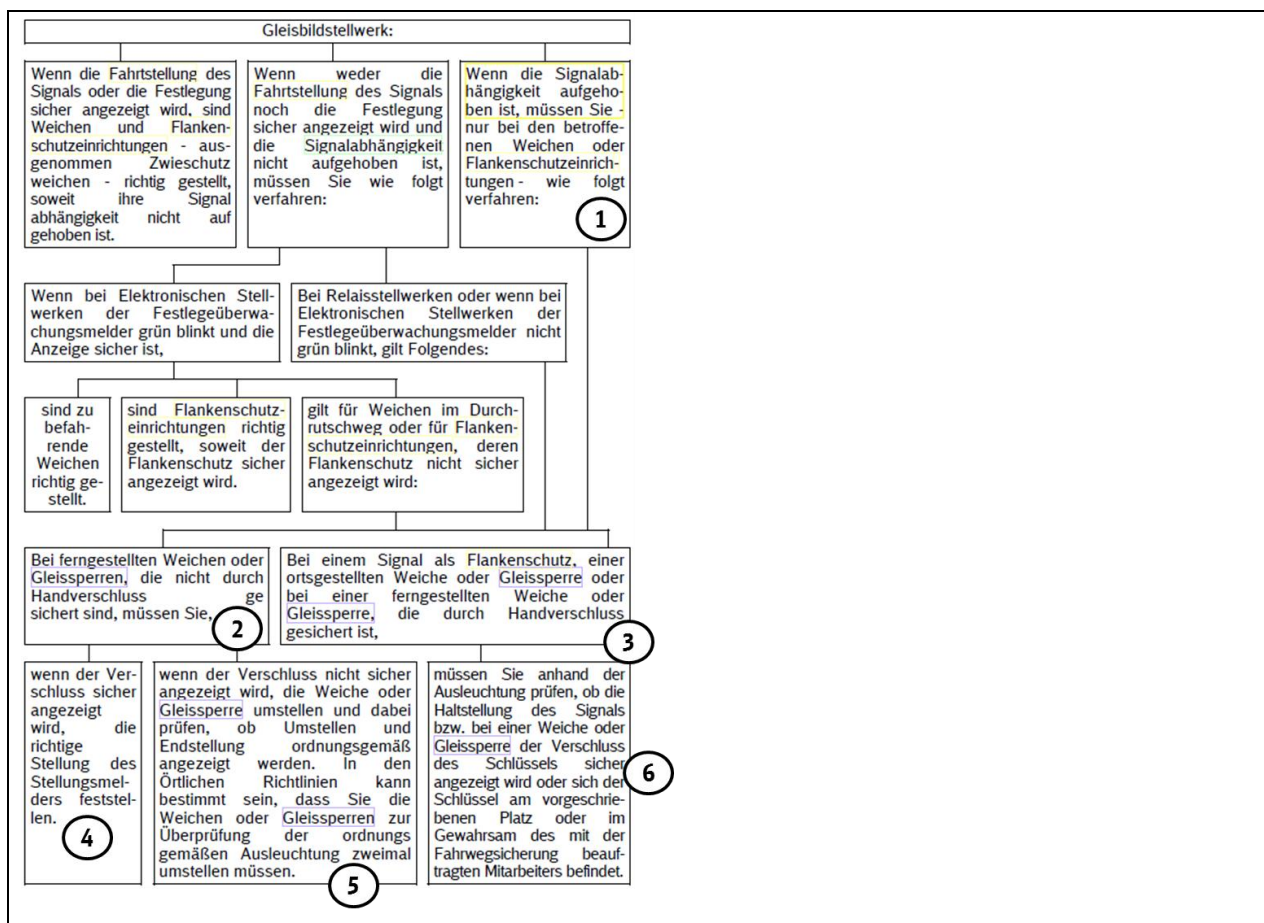 Gleisbildstellwerk:
Wenn die Fahrtstellung des
Signals oder die Festlegung
sicher angezeigt wird, sind
Weichen und Flanken-
schutzeinrichtungen - aus-
genommen Zwieschutz
weichen - richtig gestellt,
soweit ihre Signal
abhängigkeit nicht auf
gehoben ist.
Wenn weder die
Fahrtstellung des Signals
noch die Festlegung
sicher angezeigt wird und
die Signalabhängigkeit
nicht aufgehoben ist,
müssen Sie wie folgt
verfahren:
Wenn die Signalab-
hängigkeit aufgeho-
ben ist, müssen Sie -
nur bei den betroffe-
nen Weichen oder
Flankenschutzeinrich-
tungen - wie folgt
verfahren:
1
Wenn bei Elektronischen Stell-
werken der Festlegeüberwa-
chungsmelder grün blinkt und die
Anzeige sicher ist,
Bei Relaisstellwerken oder wenn bei
Elektronischen Stellwerken der
Festlegeüberwachungsmelder nicht
grün blinkt, gilt Folgendes:
sind zu
befah-
rende
Weichen
richtig ge-
stellt.
sind Flankenschutz-
einrichtungen richtig
gestellt, soweit der
Flankenschutz sicher
angezeigt wird.
gilt für Weichen im Durch-
rutschweg oder für Flanken-
schutzeinrichtungen, deren
Flankenschutz nicht sicher
angezeigt wird:
Bei ferngestellten Weichen oder
Gleissperren, die nicht durch
Handverschluss ge
sichert sind, müssen Sie,
2
Bei einem Signal als Flankenschutz, einer
ortsgestellten Weiche oder Gleissperre oder
bei einer ferngestellten Weiche oder
Gleissperre, die durch Handverschluss
gesichert ist,
3
wenn der Ver-
schluss sicher
angezeigt
wird, die
richtige
Stellung des
Stellungsmel-
ders feststel-
len.
4
wenn der Verschluss nicht sicher
angezeigt wird, die Weiche oder
Gleissperre umstellen und dabei
prüfen, ob Umstellen und
Endstellung ordnungsgemäß
angezeigt werden. In den
Örtlichen Richtlinien kann
bestimmt sein, dass Sie die
Weichen oder Gleissperren zur
Überprüfung der ordnungs
gemäßen Ausleuchtung zweimal
umstellen müssen.
5
müssen Sie anhand der
Ausleuchtung prüfen, ob die
Haltstellung des Signals
bzw. bei einer Weiche oder
Gleissperre der Verschluss
des Schlüssels sicher
angezeigt wird oder sich der
Schlüssel am vorgeschrie-
benen Platz oder im
Gewahrsam des mit der
Fahrwegsicherung beauf-
tragten Mitarbeiters befindet.
6